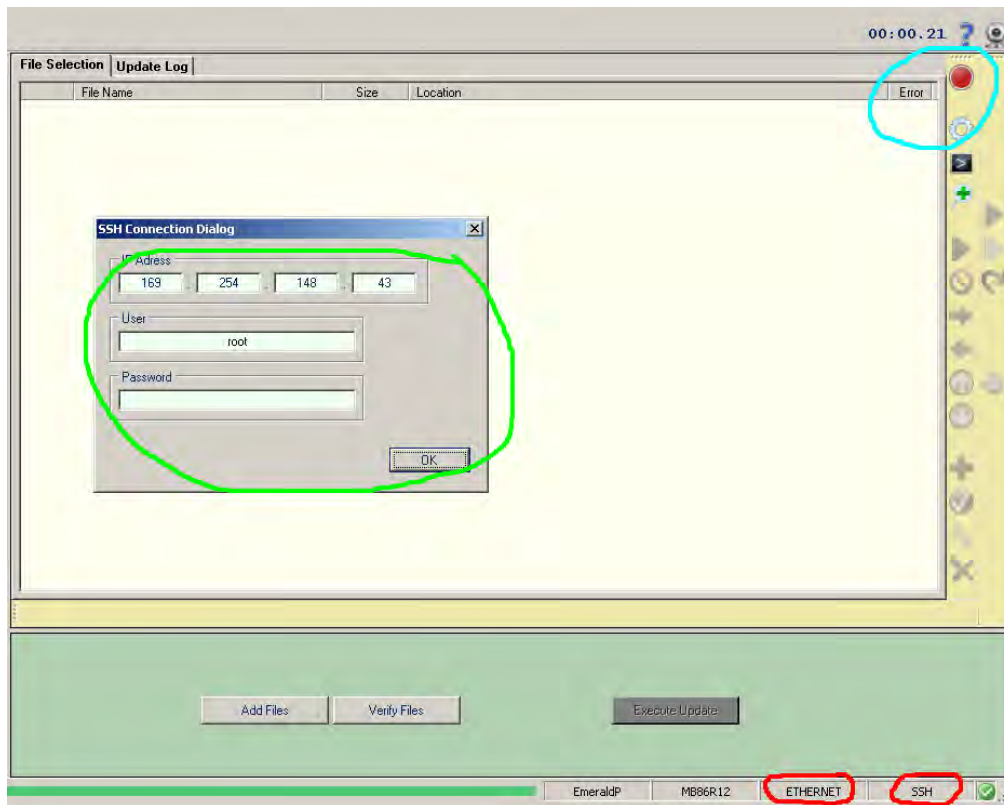 00:00.21
File Selection Update Log
File Name Size Location Error
SSH Connection Dialog
IP Adress
169 . 254 . 148 . 43
User
root
Password
OK
Add Files Verify Files Execute Update
EmeraldP MB86R12 ETHERNET SSH